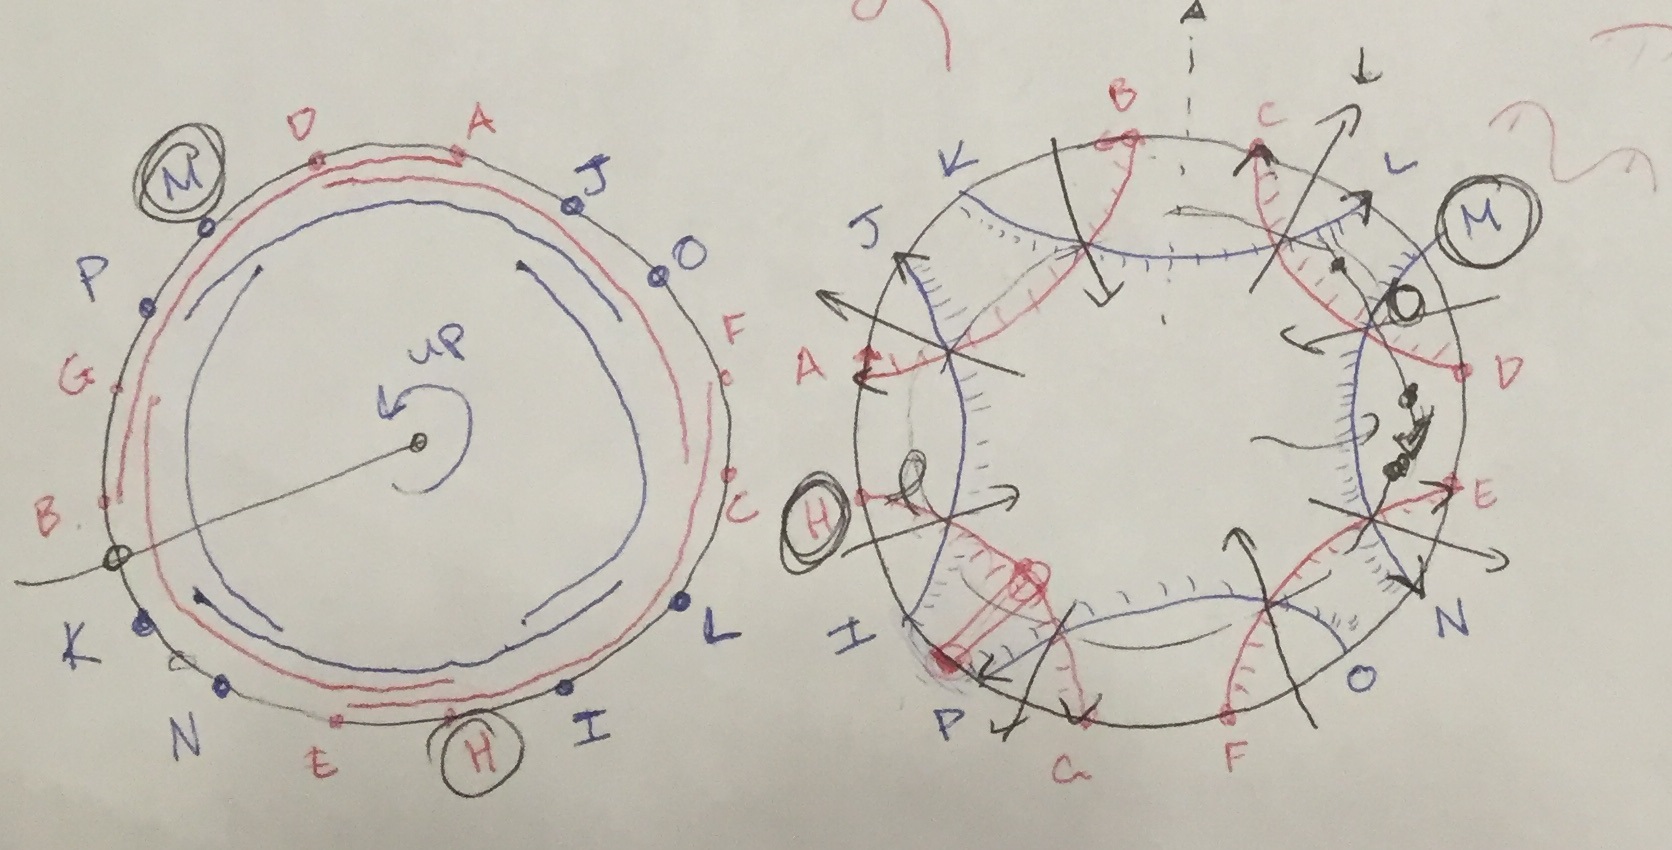 D A
M J
P O
G F
UP
B. C
K L
N I
E H
B C
K L
J M
A D
H E
I N
P O
G F